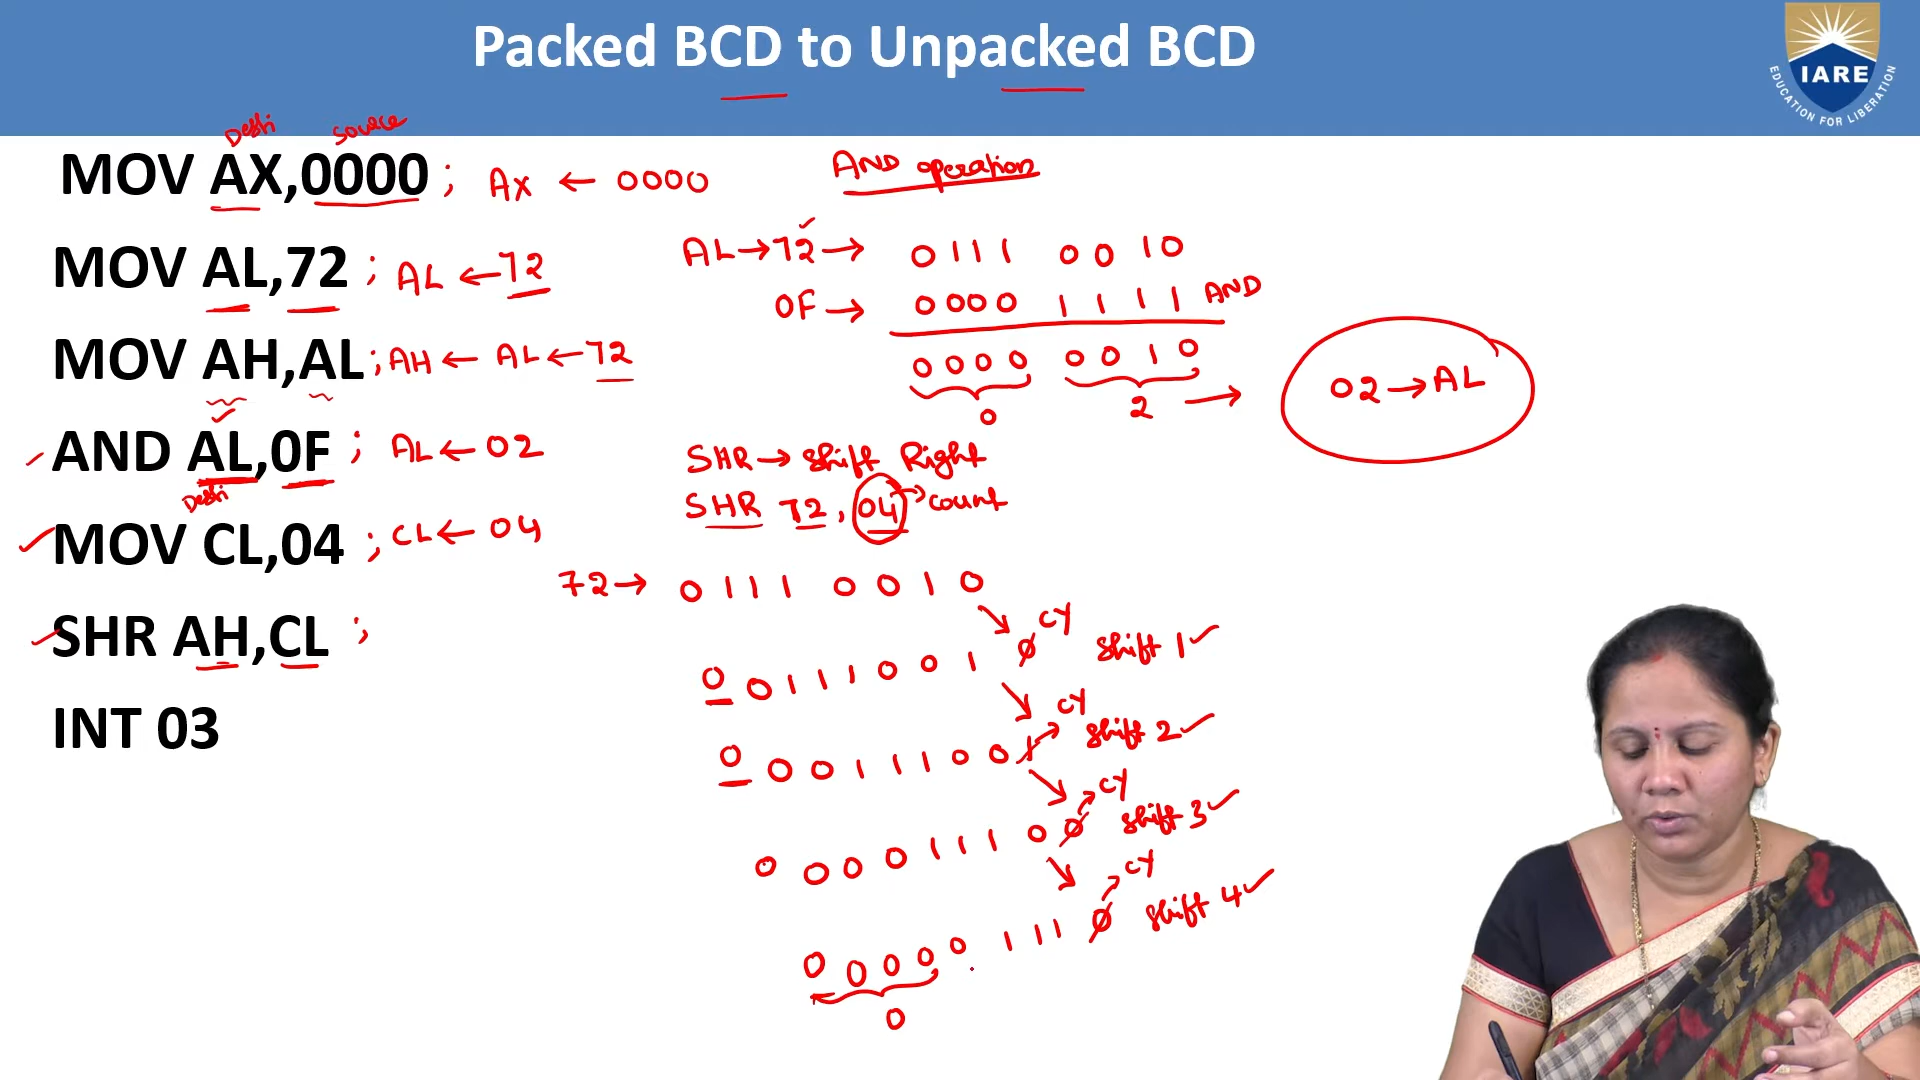 Packed BCD to Unpacked BCD
IARE
EDUCATION FOR LIBERATION
Desti source
MOV AX,0000 ; AX ← 0000
MOV AL,72 ; AL ← 72
MOV AH,AL ; AH ← AL ← 72
AND AL,0F ; AL ← 02
Desti
MOV CL,04 ; CL ← 04
SHR AH,CL ;
INT 03
AND operation
AL → 72 → 0111 0010
0F → 0000 1111 AND
0000 0010
0 2 → 02 → AL
SHR → shift Right
SHR 72, 04 → count
72 → 0111 0010
0 0111001 0 CY shift 1
0 0011100 1 → CY shift 2
0 0001110 0 → CY shift 3
0 0000111 0 → CY shift 4
0